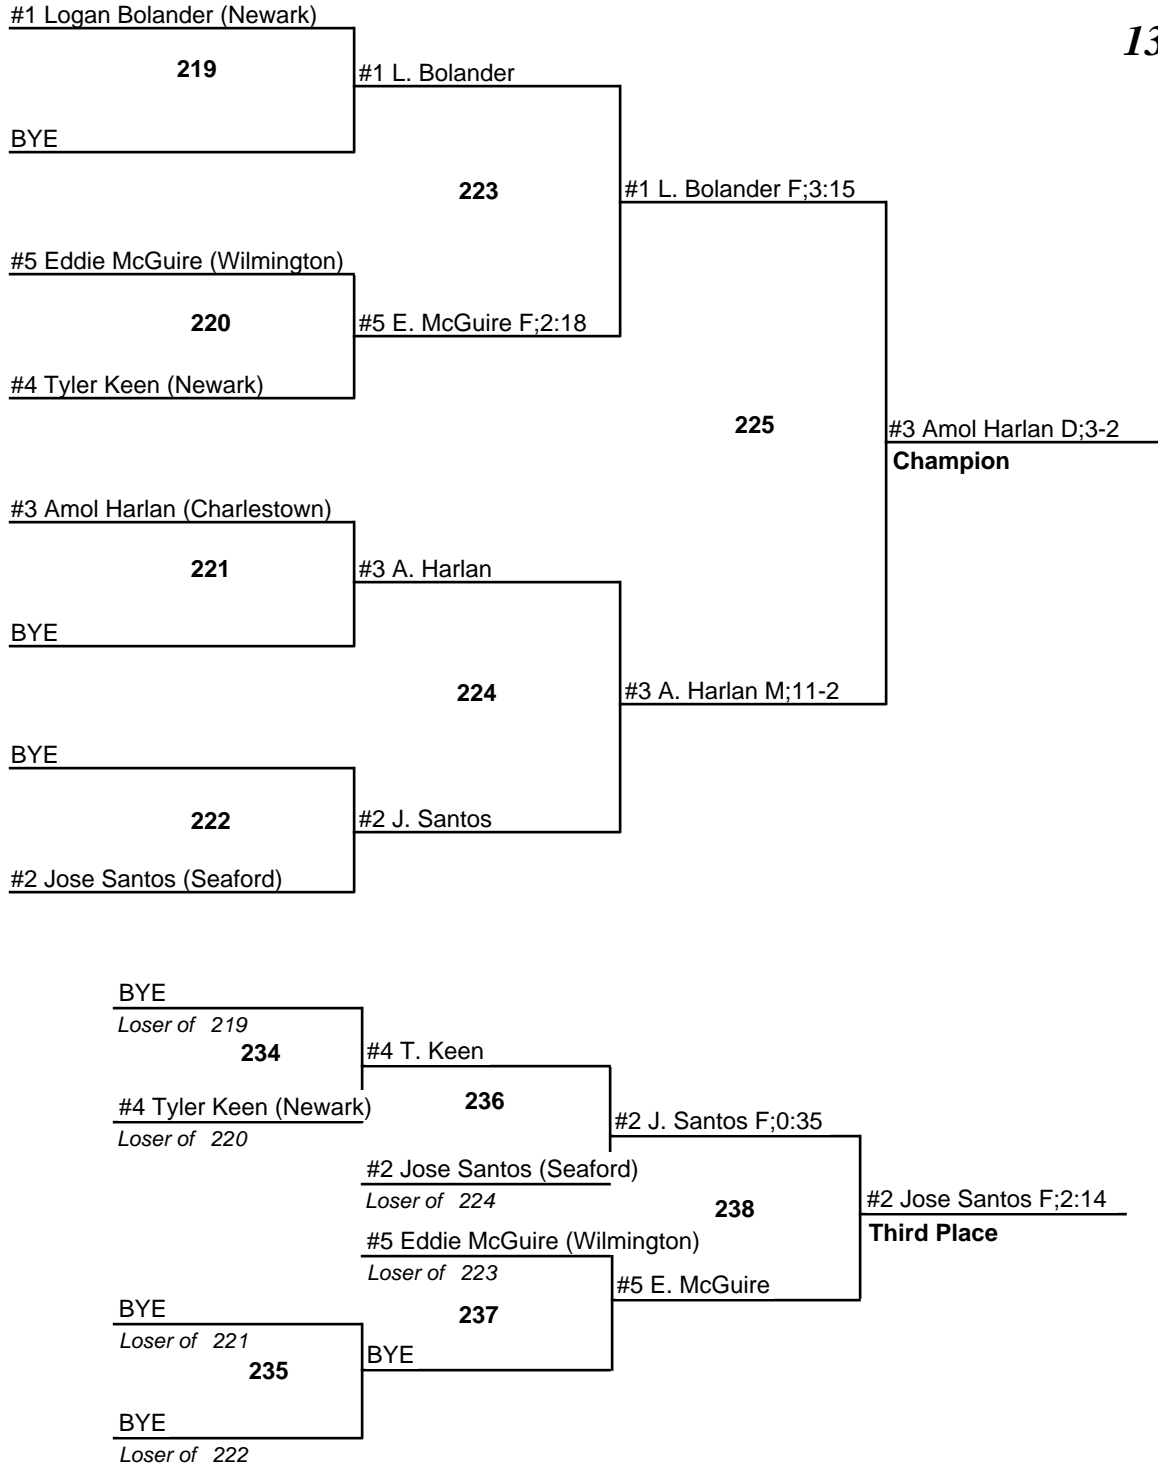 #1 Logan Bolander (Newark)
13
219
#1 L. Bolander
BYE
223
#1 L. Bolander F;3:15
#5 Eddie McGuire (Wilmington)
220
#5 E. McGuire F;2:18
#4 Tyler Keen (Newark)
225
#3 Amol Harlan D;3-2
Champion
#3 Amol Harlan (Charlestown)
221
#3 A. Harlan
BYE
224
#3 A. Harlan M;11-2
BYE
222
#2 J. Santos
#2 Jose Santos (Seaford)
BYE
Loser of 219
234
#4 T. Keen
#4 Tyler Keen (Newark)
Loser of 220
236
#2 J. Santos F;0:35
#2 Jose Santos (Seaford)
Loser of 224
238
#2 Jose Santos F;2:14
Third Place
#5 Eddie McGuire (Wilmington)
Loser of 223
237
#5 E. McGuire
BYE
Loser of 221
235
BYE
BYE
Loser of 222